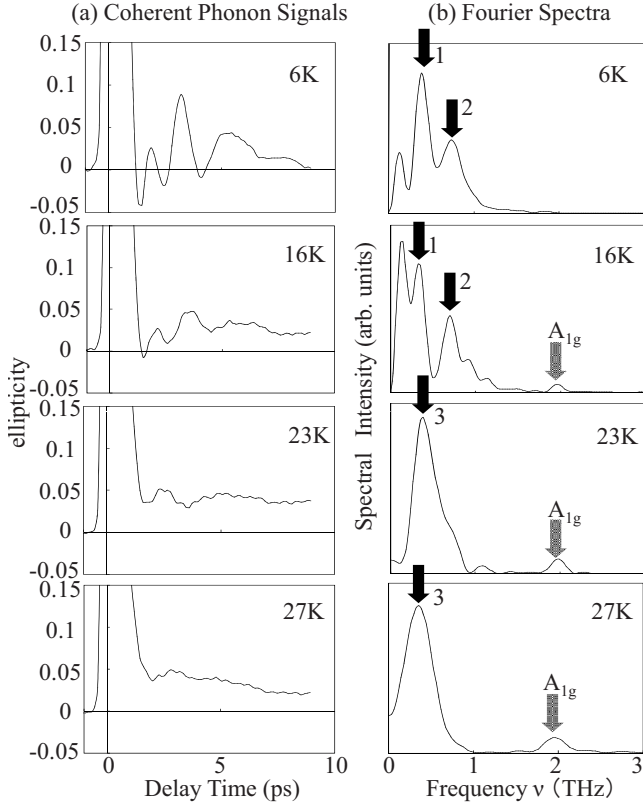 (a) Coherent Phonon Signals
(b) Fourier Spectra
0.15
0.1
0.05
0
-0.05
6K
1
2
6K
0.15
0.1
0.05
0
-0.05
16K
1
2
A1g
16K
0.15
0.1
0.05
0
-0.05
23K
3
A1g
23K
0.15
0.1
0.05
0
-0.05
27K
3
A1g
27K
ellipticity
Spectral Intensity (arb. units)
0 5 10
Delay Time (ps)
0 1 2 3
Frequency ν (THz)